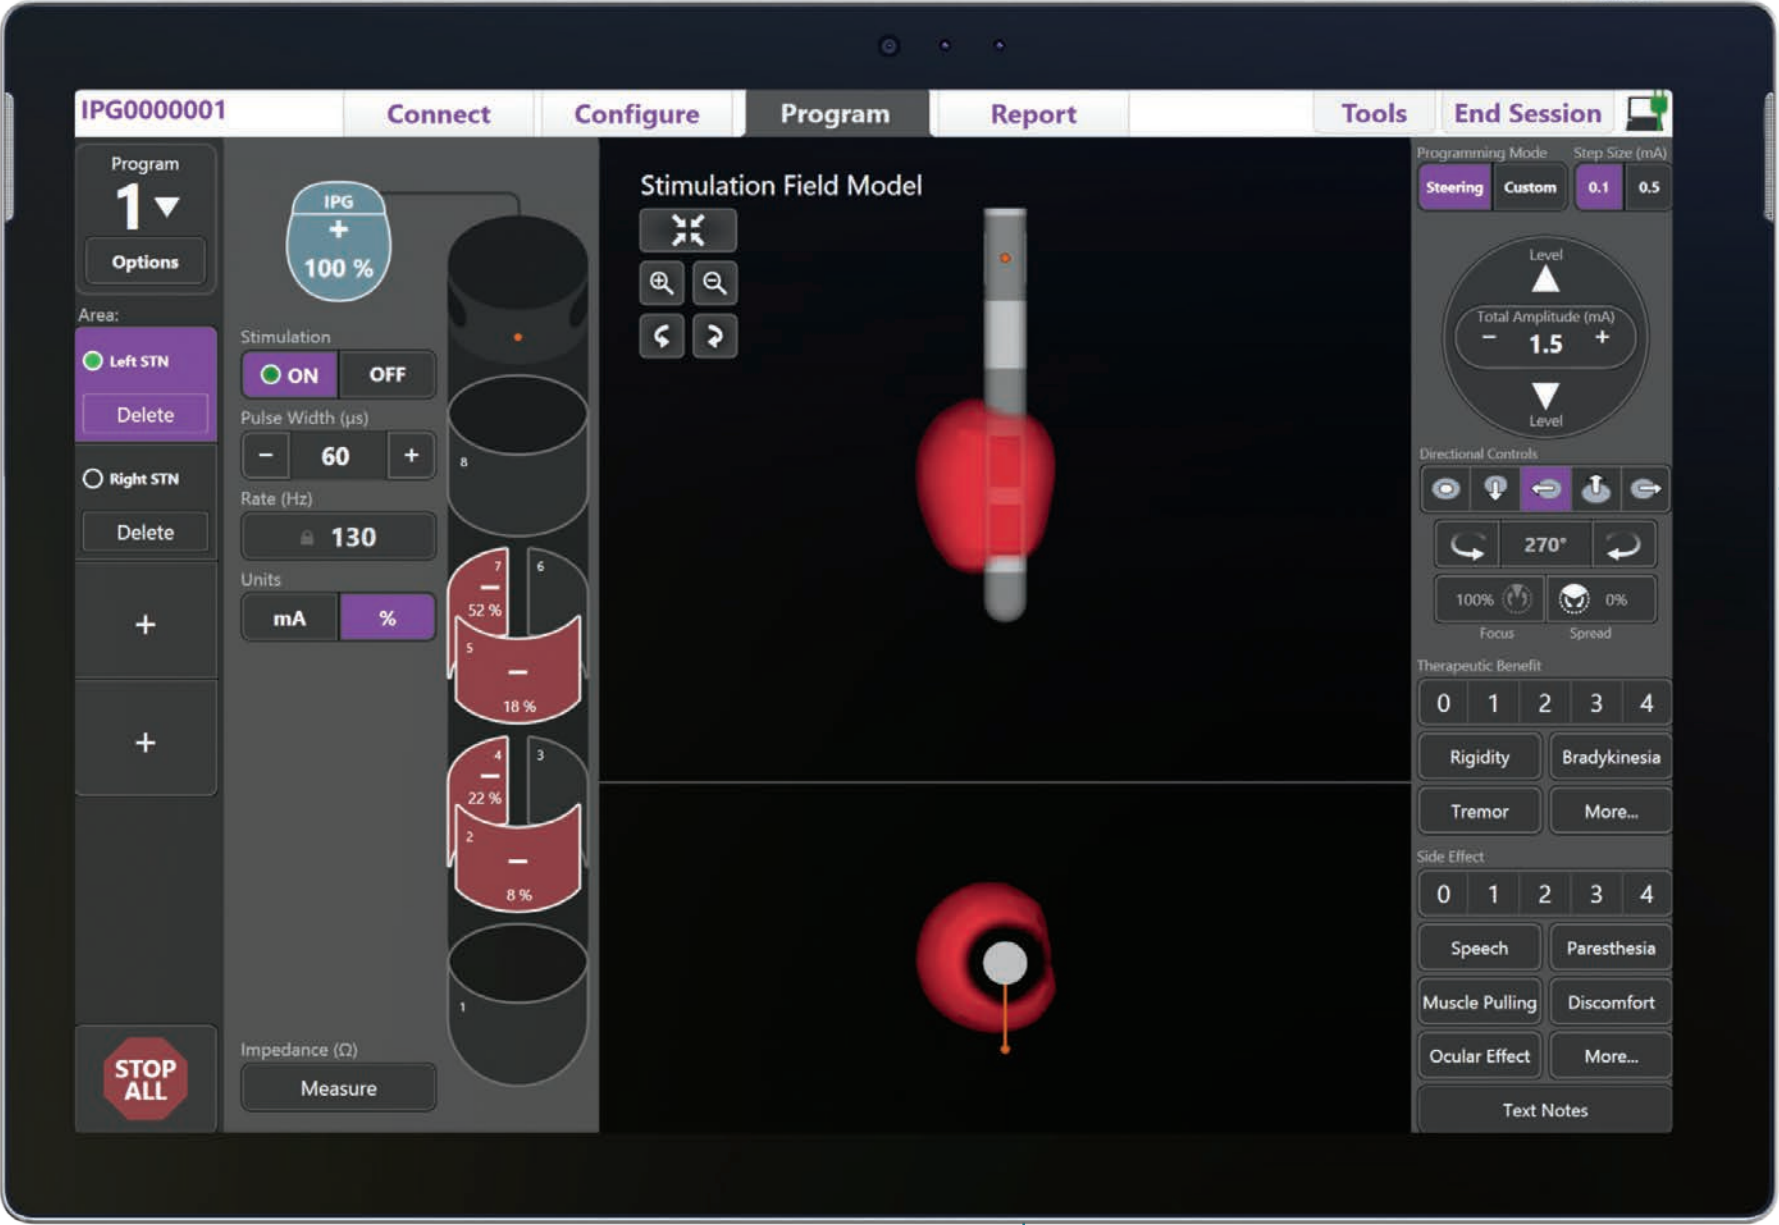 IPG0000001
Connect
Configure
Program
Report
Tools
End Session
Program
1
Options
Area:
Left STN
Delete
Right STN
Delete
+
+
STOP
ALL
IPG
+
100 %
Stimulation
ON
OFF
Pulse Width (µs)
− 60 +
Rate (Hz)
130
Units
mA
%
Impedance (Ω)
Measure
8
7
−
52 %
6
5
−
18 %
4
−
22 %
3
2
−
8 %
1
Stimulation Field Model
Programming Mode
Step Size (mA)
Steering
Custom
0.1
0.5
Level
Total Amplitude (mA)
− 1.5 +
Level
Directional Controls
270°
100%
0%
Focus
Spread
Therapeutic Benefit
0 1 2 3 4
Rigidity
Bradykinesia
Tremor
More...
Side Effect
0 1 2 3 4
Speech
Paresthesia
Muscle Pulling
Discomfort
Ocular Effect
More...
Text Notes